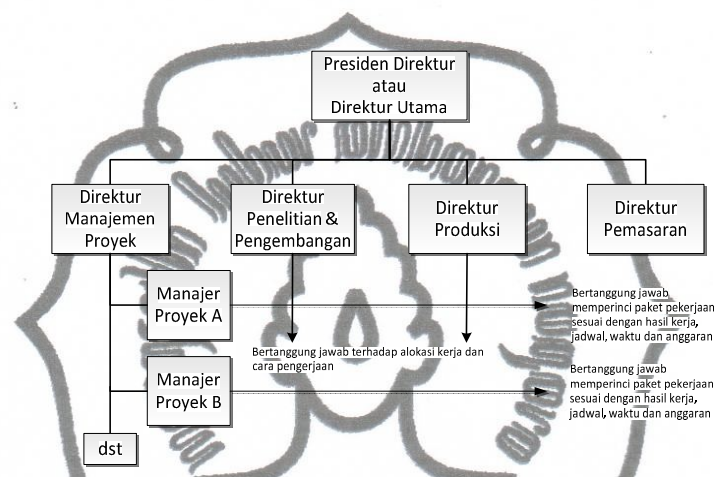 Presiden Direktur
atau
Direktur Utama
Direktur
Manajemen
Proyek
Direktur
Penelitian &
Pengembangan
Direktur
Produksi
Direktur
Pemasaran
Manajer
Proyek A
Bertanggung jawab
memperinci paket pekerjaan
sesuai dengan hasil kerja,
jadwal, waktu dan anggaran
Bertanggung jawab terhadap alokasi kerja dan
cara pengerjaan
Manajer
Proyek B
Bertanggung jawab
memperinci paket pekerjaan
sesuai dengan hasil kerja,
jadwal, waktu dan anggaran
dst